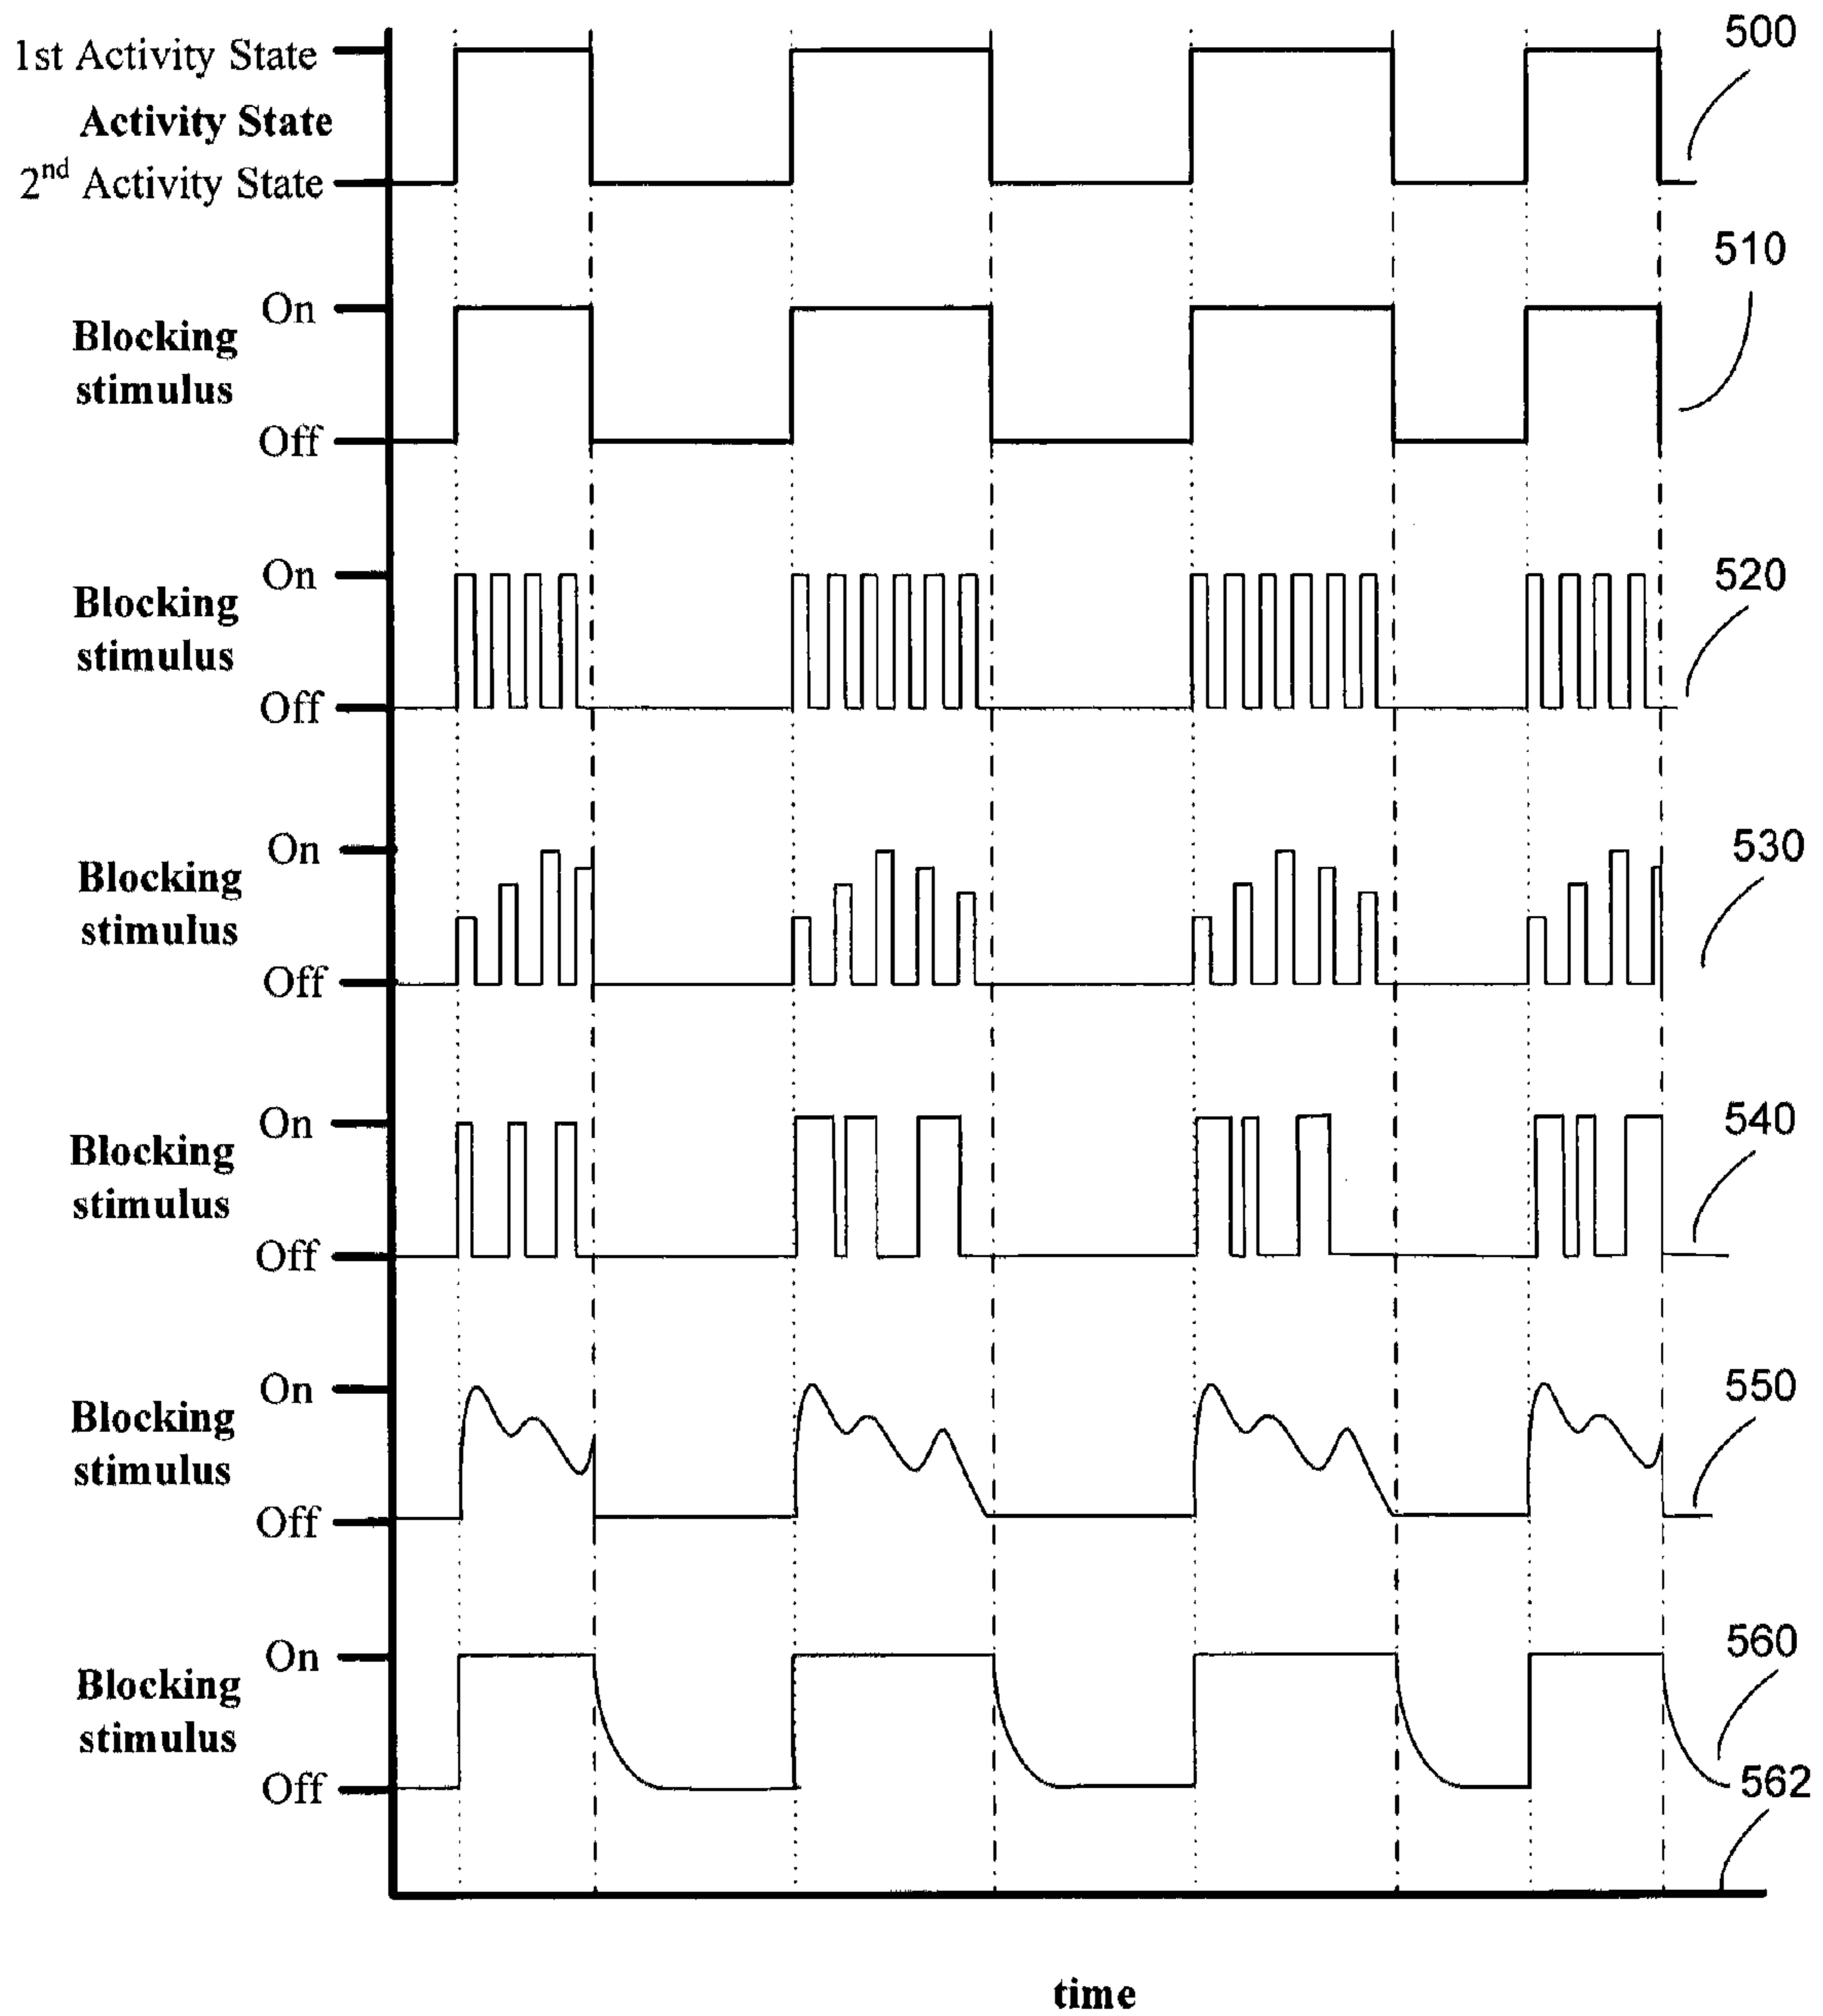 500
1st Activity State
Activity State
2nd Activity State
510
On
Blocking
stimulus
Off
520
On
Blocking
stimulus
Off
530
On
Blocking
stimulus
Off
540
On
Blocking
stimulus
Off
550
On
Blocking
stimulus
Off
560
On
Blocking
stimulus
Off
562
time